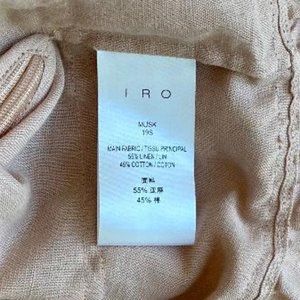 IRO
MUSK
19S
MAIN FABRIC / TISSU PRINCIPAL
55% LINEN / LIN
45% COTTON / COTON
面料
55% 亚麻
45% 棉